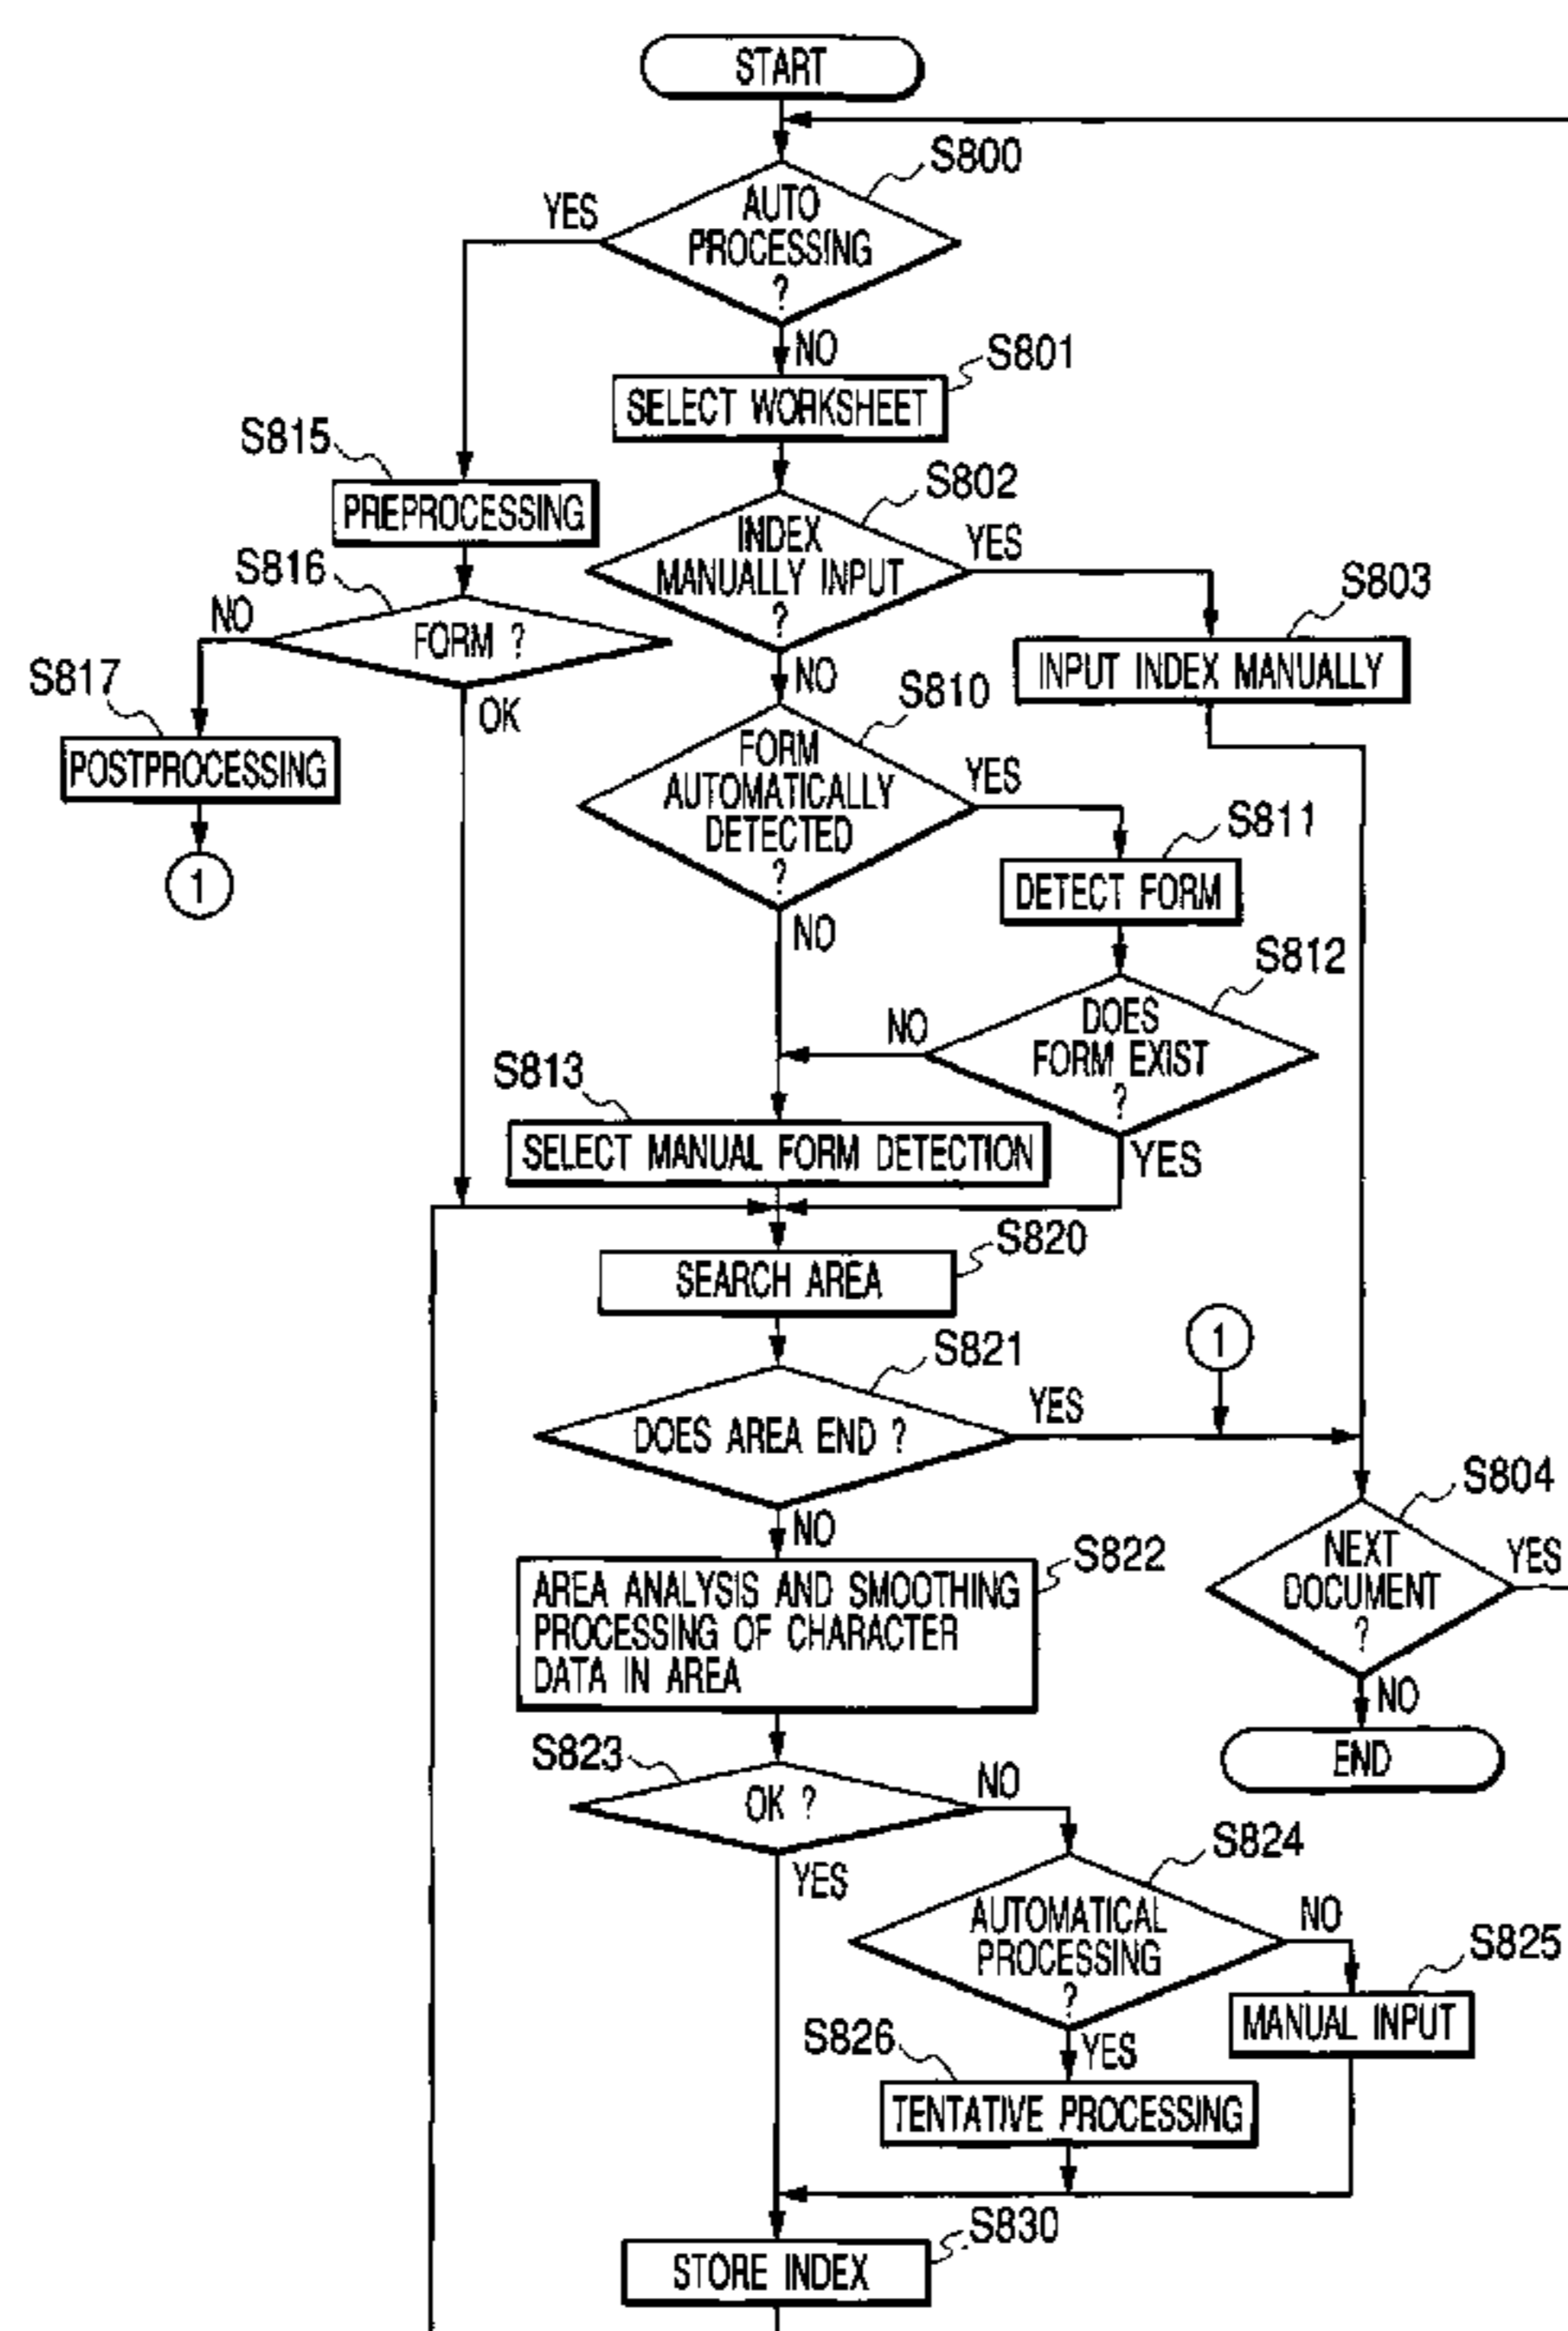 START
S800
YES
AUTO
PROCESSING
?
NO
S801
SELECT WORKSHEET
S815
PREPROCESSING
S802
INDEX
MANUALLY INPUT
?
YES
S803
INPUT INDEX MANUALLY
S816
NO
FORM ?
OK
S817
POSTPROCESSING
1
NO
S810
FORM
AUTOMATICALLY
DETECTED
?
YES
S811
DETECT FORM
NO
S812
DOES
FORM EXIST
?
NO
YES
S813
SELECT MANUAL FORM DETECTION
S820
SEARCH AREA
1
S821
DOES AREA END ?
YES
NO
S804
NEXT
DOCUMENT
?
YES
NO
END
S822
AREA ANALYSIS AND SMOOTHING
PROCESSING OF CHARACTER
DATA IN AREA
S823
OK ?
NO
YES
S824
AUTOMATICAL
PROCESSING
?
NO
S825
MANUAL INPUT
YES
S826
TENTATIVE PROCESSING
S830
STORE INDEX